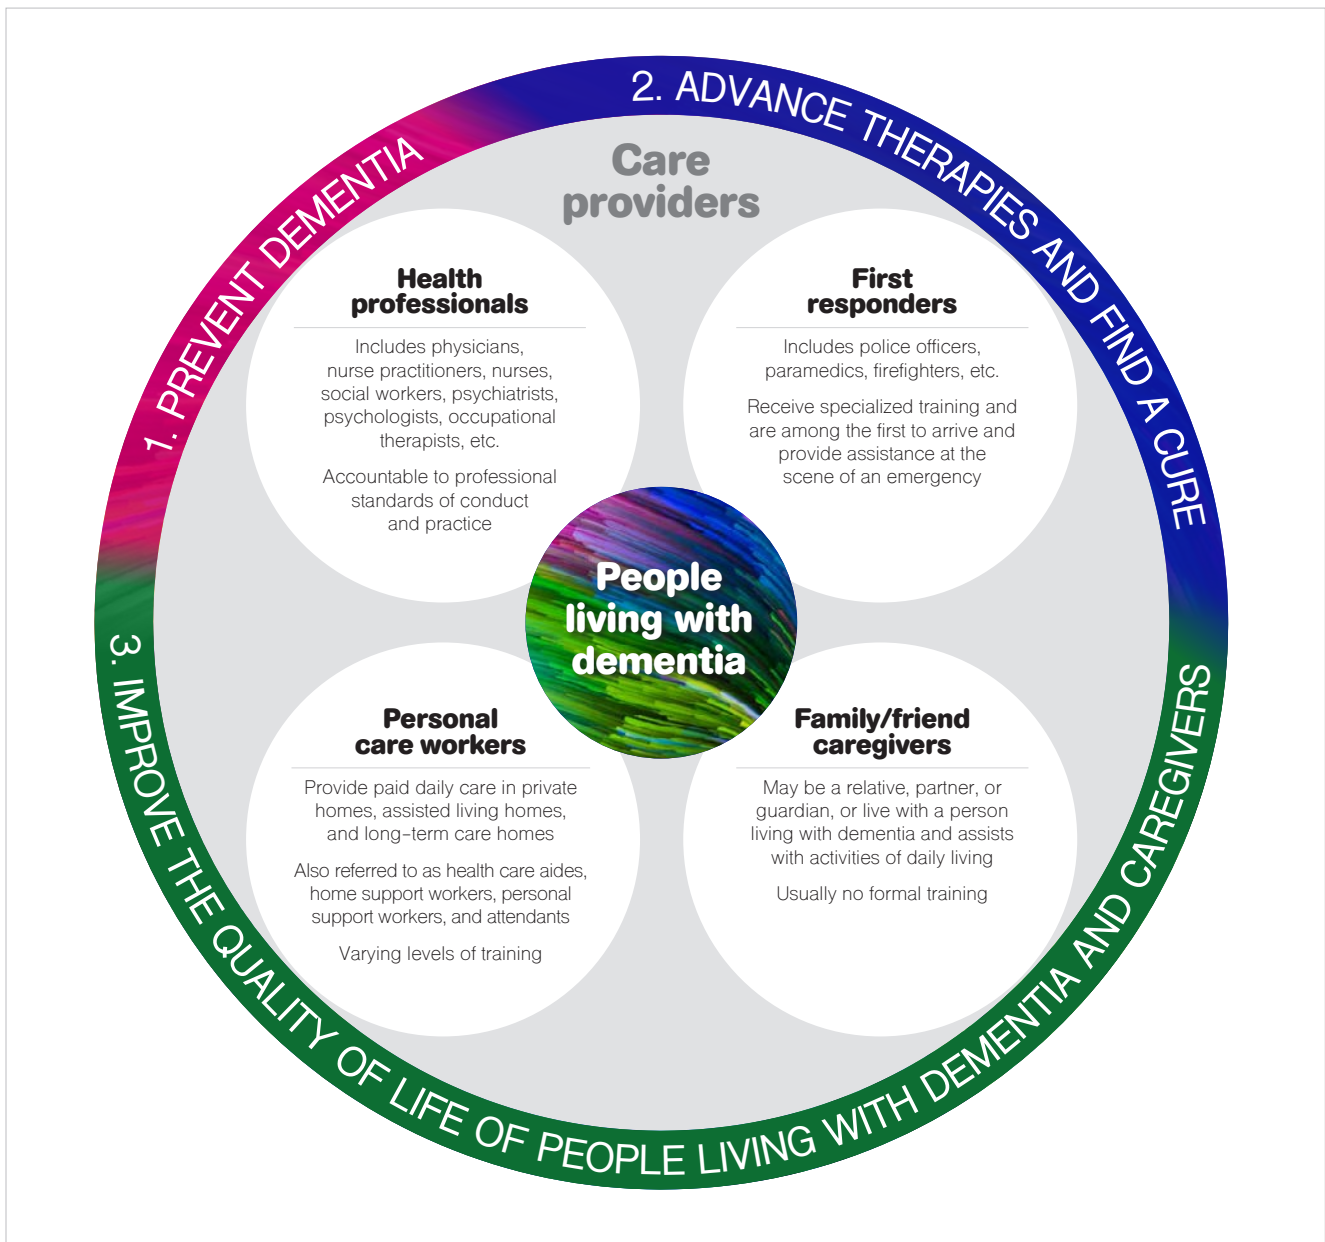 1. PREVENT DEMENTIA
2. ADVANCE THERAPIES AND FIND A CURE
3. IMPROVE THE QUALITY OF LIFE OF PEOPLE LIVING WITH DEMENTIA AND CAREGIVERS
Care
providers
Health
professionals
Includes physicians,
nurse practitioners, nurses,
social workers, psychiatrists,
psychologists, occupational
therapists, etc.
Accountable to professional
standards of conduct
and practice
First
responders
Includes police officers,
paramedics, firefighters, etc.
Receive specialized training and
are among the first to arrive and
provide assistance at the
scene of an emergency
People
living with
dementia
Personal
care workers
Provide paid daily care in private
homes, assisted living homes,
and long-term care homes
Also referred to as health care aides,
home support workers, personal
support workers, and attendants
Varying levels of training
Family/friend
caregivers
May be a relative, partner, or
guardian, or live with a person
living with dementia and assists
with activities of daily living
Usually no formal training